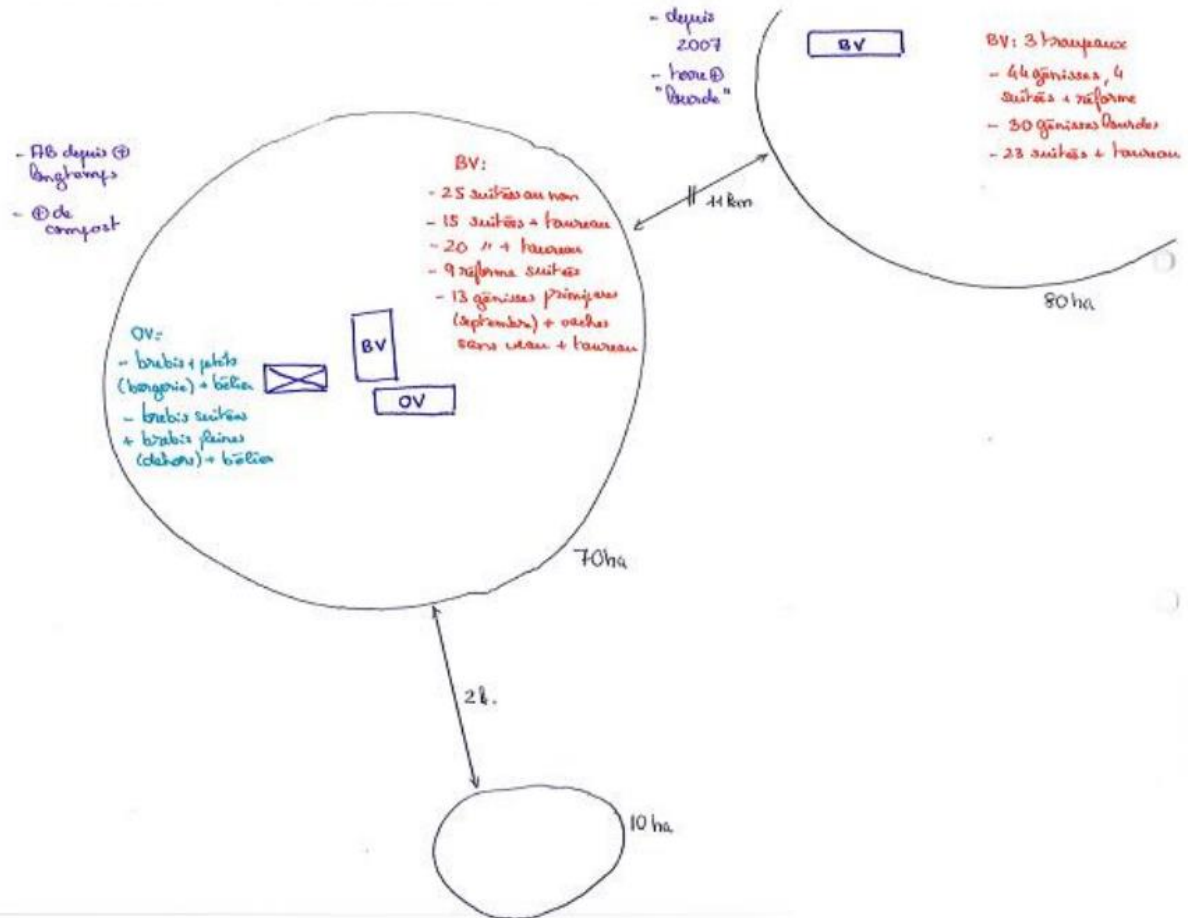 - AB depuis ⊕
longtemps
- ⊕ de
compost
OV:
- brebis + petits
(bergerie) + bélier
- brebis suitées
+ brebis pleines
(dehors) + bélier
BV
OV
BV:
- 25 suitées au non
- 15 suitées + taureau
- 20 " + taureau
- 9 réforme suitées
- 13 génisses primipares
(septembre) + vaches
sans veau + taureau
70 ha
11 km
- depuis
2007
- terre ⊕
"lourde"
BV
BV: 3 troupeaux
- 44 génisses, 4
suitées + réforme
- 30 génisses lourdes
- 23 suitées + taureau
80 ha
2 k.
10 ha